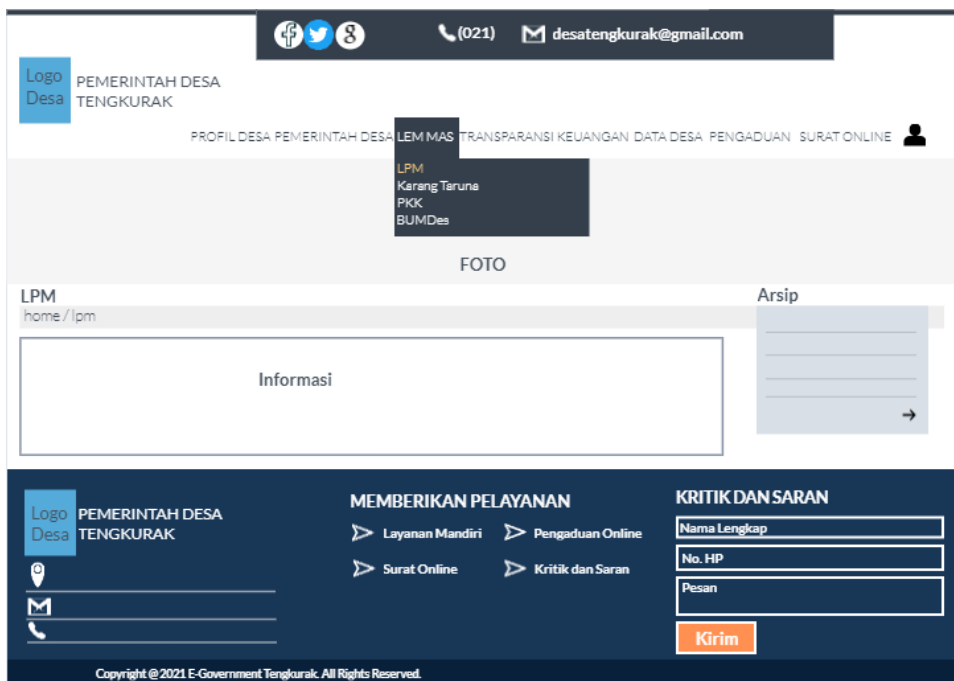 (021) desatengkurak@gmail.com
Logo
Desa
PEMERINTAH DESA
TENGKURAK
PROFIL DESA PEMERINTAH DESA LEM MAS TRANSPARANSI KEUANGAN DATA DESA PENGADUAN SURAT ONLINE
LPM
Karang Taruna
PKK
BUMDes
FOTO
LPM
home / lpm
Arsip
Informasi
Logo
Desa
PEMERINTAH DESA
TENGKURAK
MEMBERIKAN PELAYANAN
Layanan Mandiri Pengaduan Online
Surat Online Kritik dan Saran
KRITIK DAN SARAN
Nama Lengkap
No. HP
Pesan
Kirim
Copyright @ 2021 E-Government Tengkurak. All Rights Reserved.